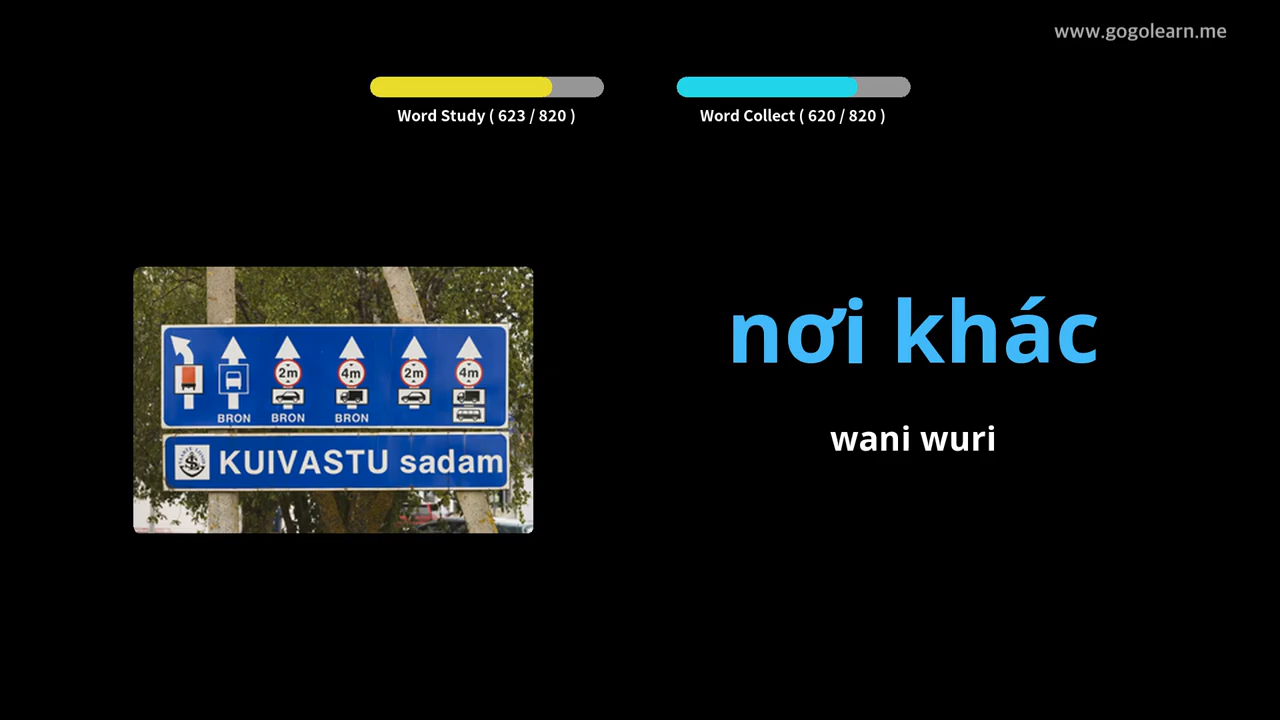 www.gogolearn.me
Word Study ( 623 / 820 )
Word Collect ( 620 / 820 )
nơi khác
wani wuri
2m 4m 2m 4m
BRON BRON BRON
KUIVASTU sadam